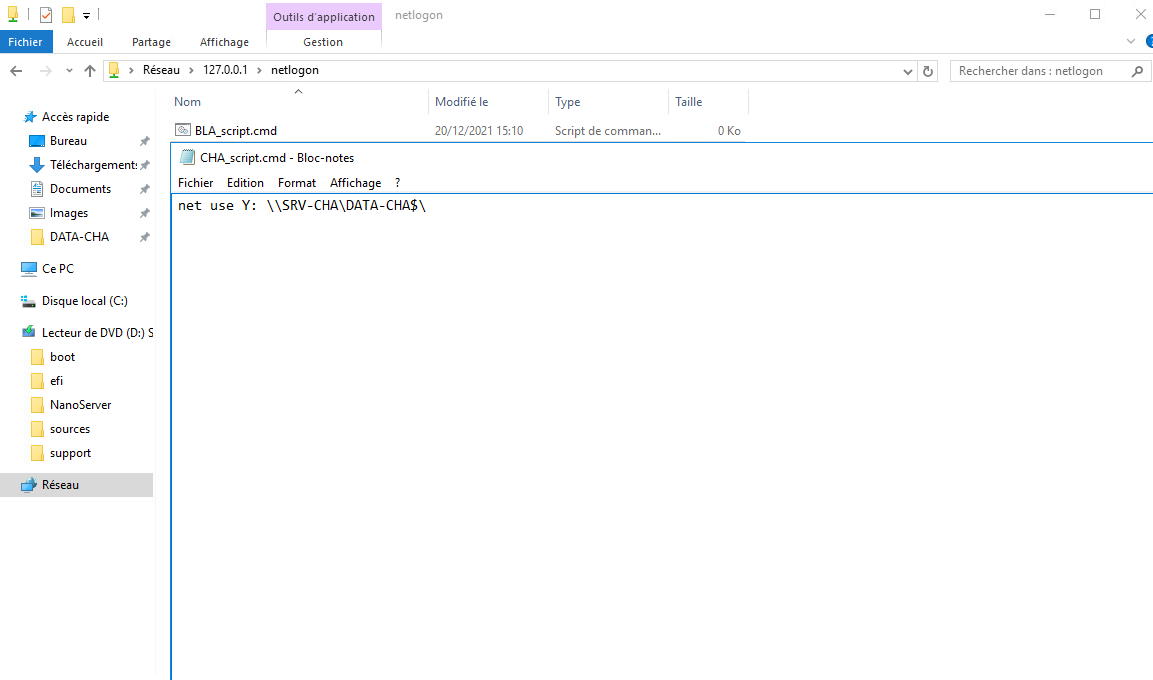 Outils d'application netlogon
Fichier Accueil Partage Affichage Gestion
Réseau 127.0.0.1 netlogon
Rechercher dans : netlogon
Nom Modifié le Type Taille
BLA_script.cmd 20/12/2021 15:10 Script de comman... 0 Ko
Accès rapide
Bureau
Téléchargements
Documents
Images
DATA-CHA
Ce PC
Disque local (C:)
Lecteur de DVD (D:) S
boot
efi
NanoServer
sources
support
Réseau
CHA_script.cmd - Bloc-notes
Fichier Edition Format Affichage ?
net use Y: \\SRV-CHA\DATA-CHA$\